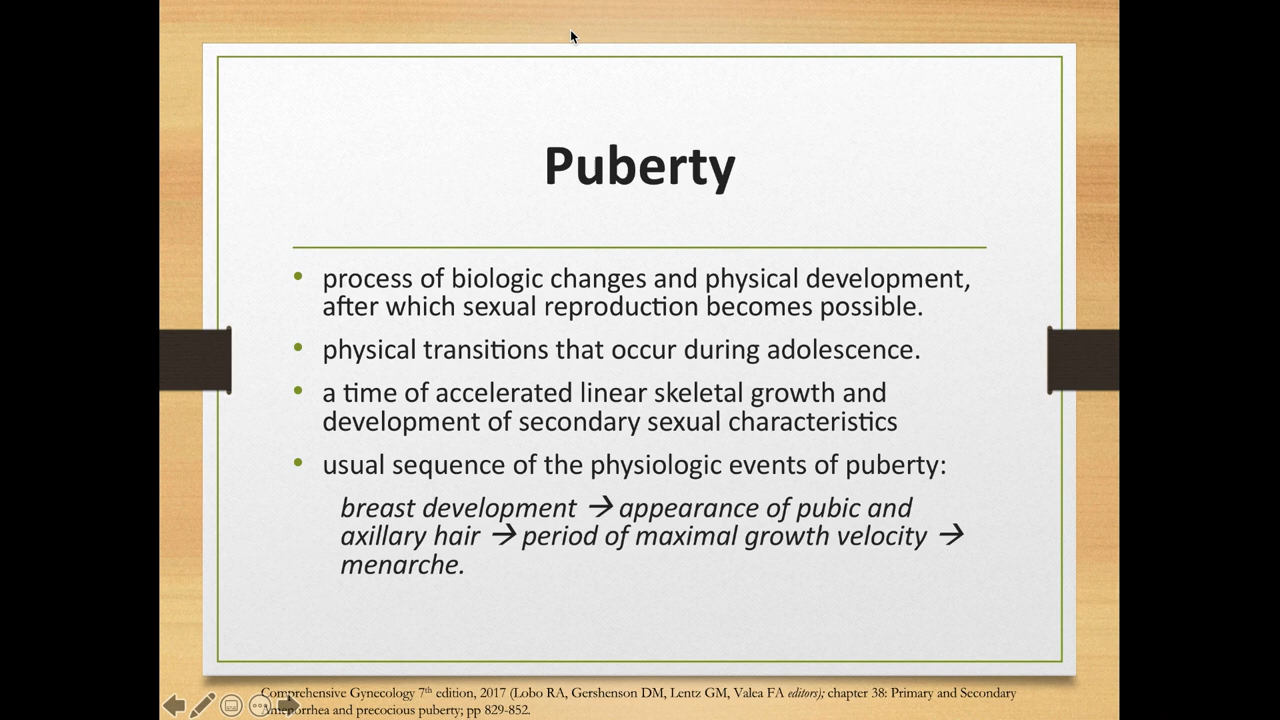 Puberty
• process of biologic changes and physical development,
after which sexual reproduction becomes possible.
• physical transitions that occur during adolescence.
• a time of accelerated linear skeletal growth and
development of secondary sexual characteristics
• usual sequence of the physiologic events of puberty:
breast development → appearance of pubic and
axillary hair → period of maximal growth velocity →
menarche.
Comprehensive Gynecology 7th edition, 2017 (Lobo RA, Gershenson DM, Lentz GM, Valea FA editors); chapter 38: Primary and Secondary
Amenorrhea and precocious puberty; pp 829-852.